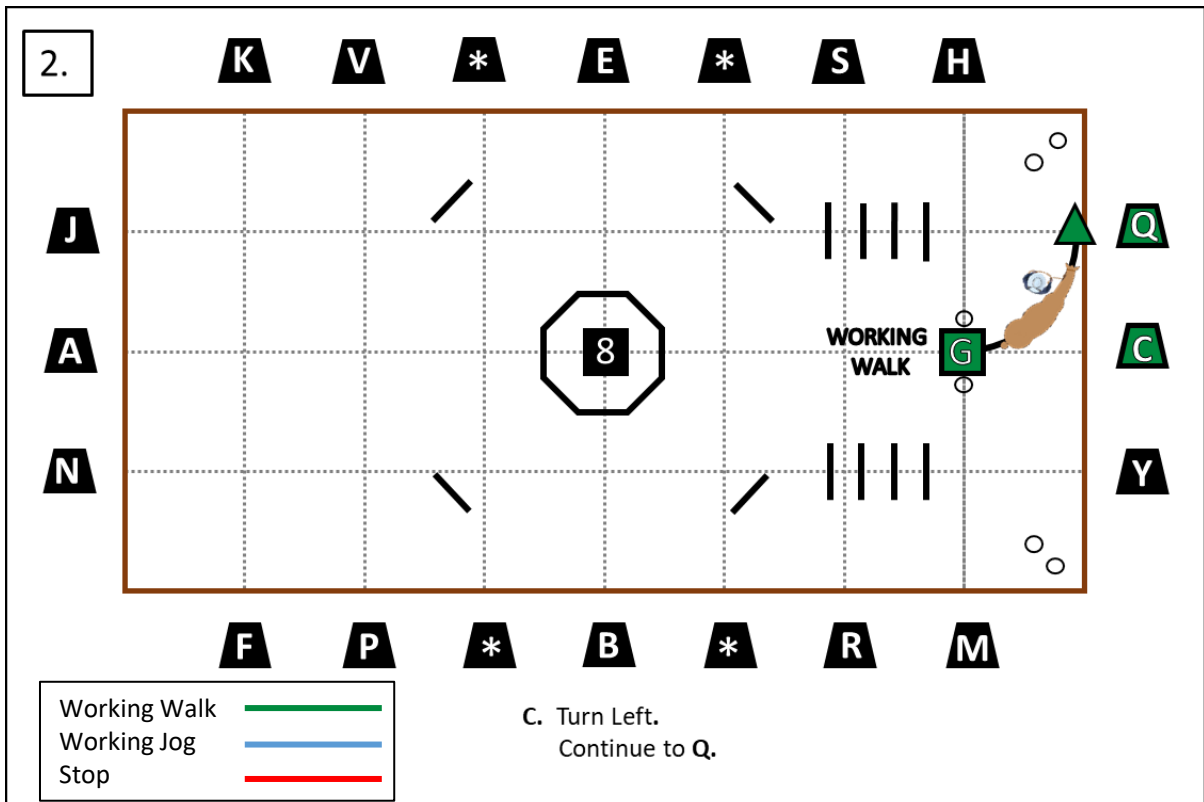 2.
K V * E * S H
J Q
WORKING
A 8 WALK G C
N Y
F P * B * R M
Working Walk
Working Jog
Stop
C. Turn Left.
Continue to Q.